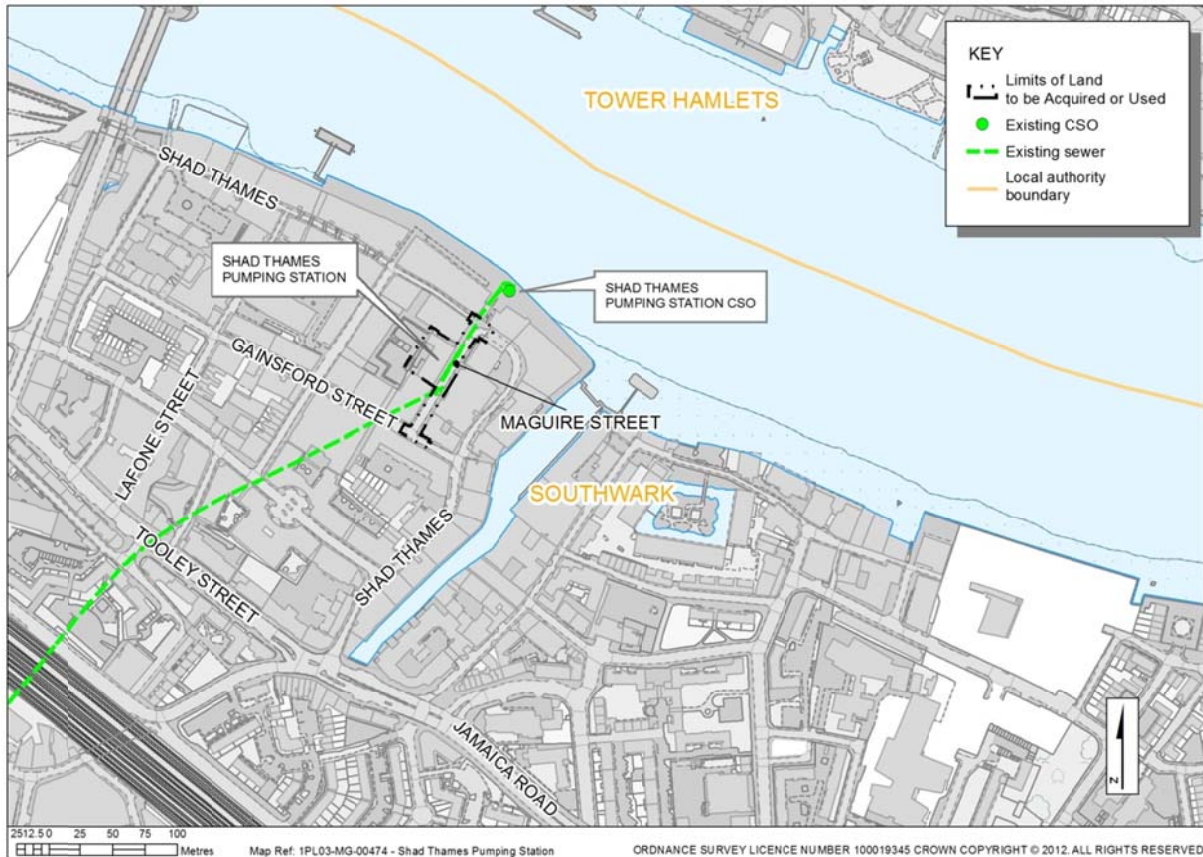 TOWER HAMLETS
KEY
Limits of Land
to be Acquired or Used
Existing CSO
Existing sewer
Local authority
boundary
SHAD THAMES
SHAD THAMES
PUMPING STATION
SHAD THAMES
PUMPING STATION CSO
GAINSFORD STREET
MAGUIRE STREET
LAFONE STREET
SOUTHWARK
TOOLEY STREET
SHAD THAMES
JAMAICA ROAD
N
2512.5 0 25 50 75 100
Metres
Map Ref: 1PL03-MG-00474 - Shad Thames Pumping Station
ORDNANCE SURVEY LICENCE NUMBER 100019345 CROWN COPYRIGHT © 2012. ALL RIGHTS RESERVED